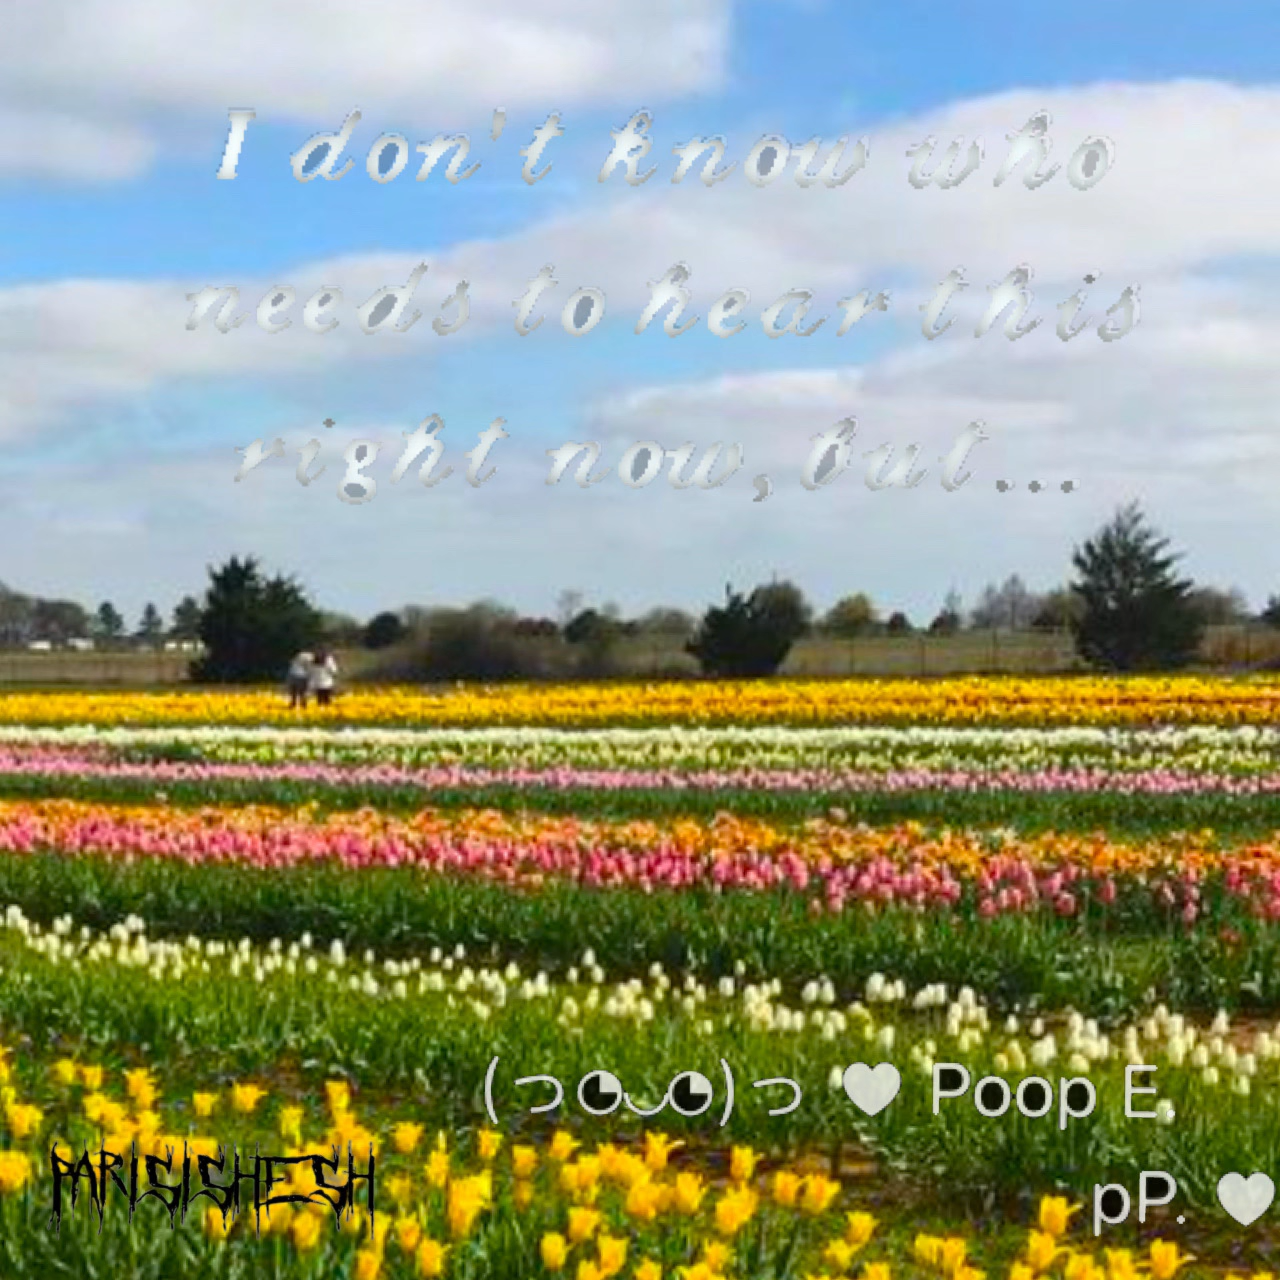 I don't know who
needs to hear this
right now, but...
(っ◔◡◔)っ ♥ Poop E.
pP. ♥
PARISISHESH